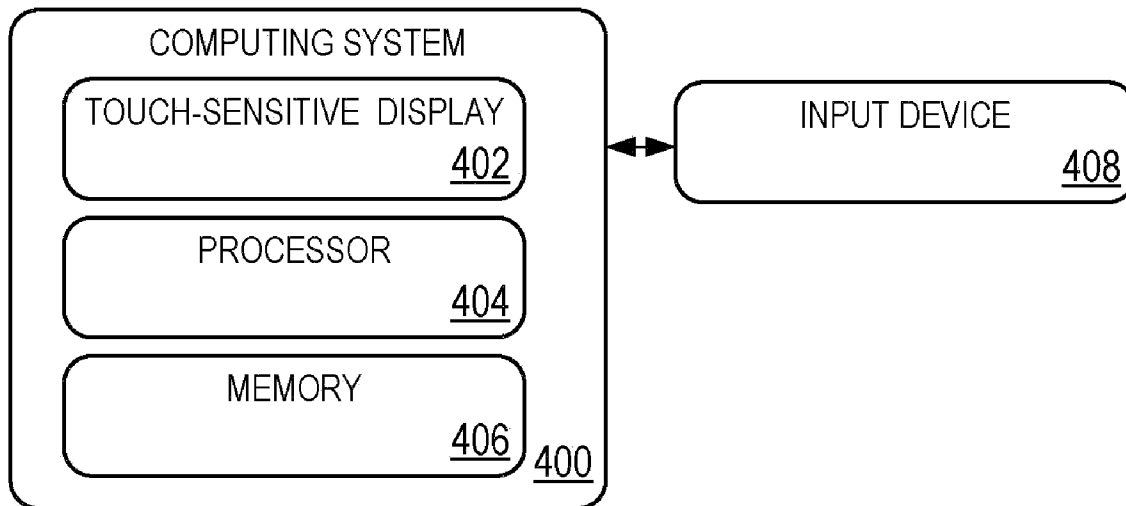 COMPUTING SYSTEM
TOUCH-SENSITIVE DISPLAY
402
PROCESSOR
404
MEMORY
406
400
INPUT DEVICE
408